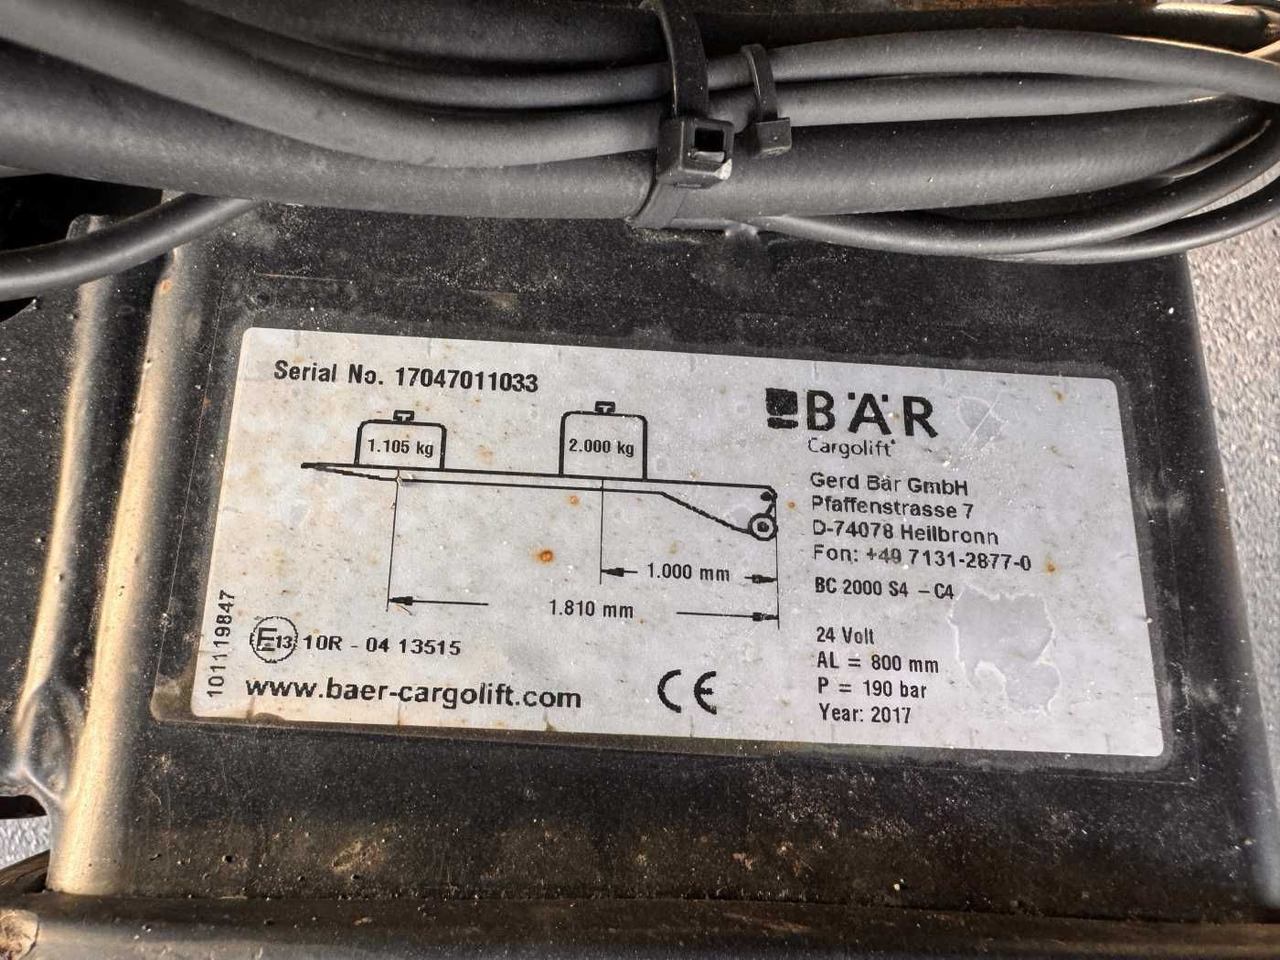 Serial No. 17047011033
1.105 kg
2.000 kg
1.000 mm
1.810 mm
BÄR
Cargolift
Gerd Bär GmbH
Pfaffenstrasse 7
D-74078 Heilbronn
Fon: +49 7131-2877-0
BC 2000 S4 - C4
24 Volt
AL = 800 mm
P = 190 bar
Year: 2017
101119847
E13 10R - 04 13515
www.baer-cargolift.com
CE